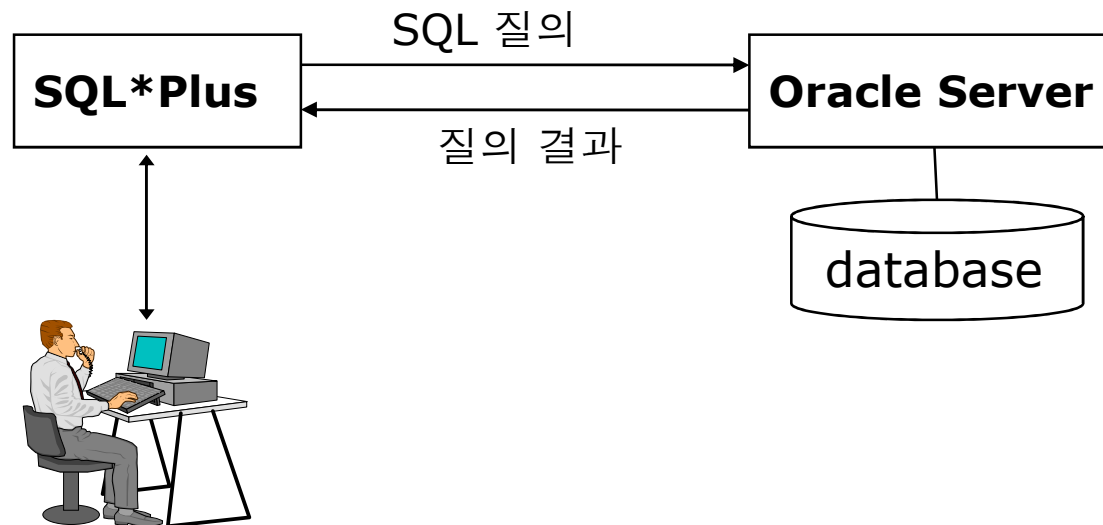 SQL 질의
SQL*Plus
Oracle Server
질의 결과
database